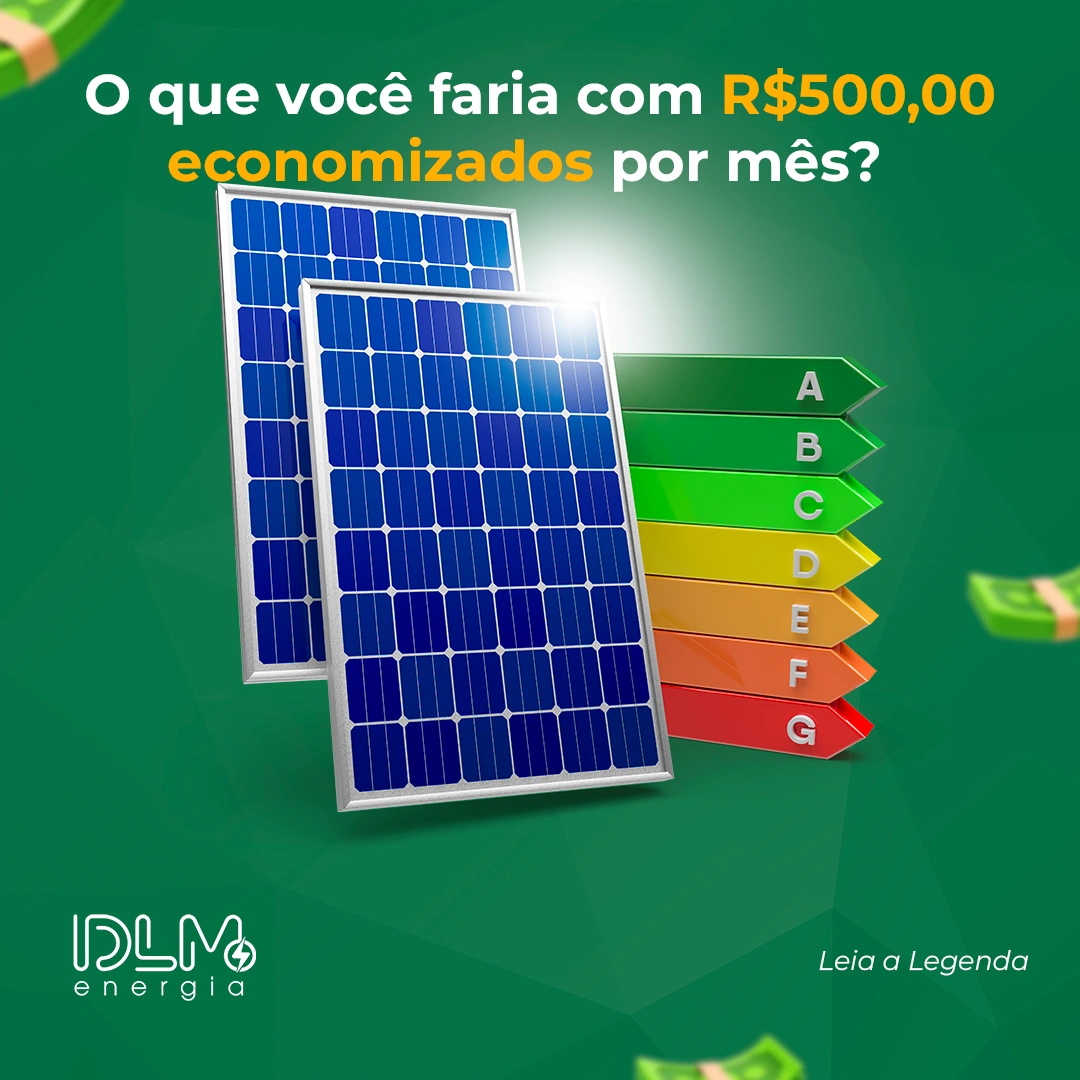 O que você faria com R$500,00
economizados por mês?
A
B
C
D
E
F
G
DLM
energia
Leia a Legenda